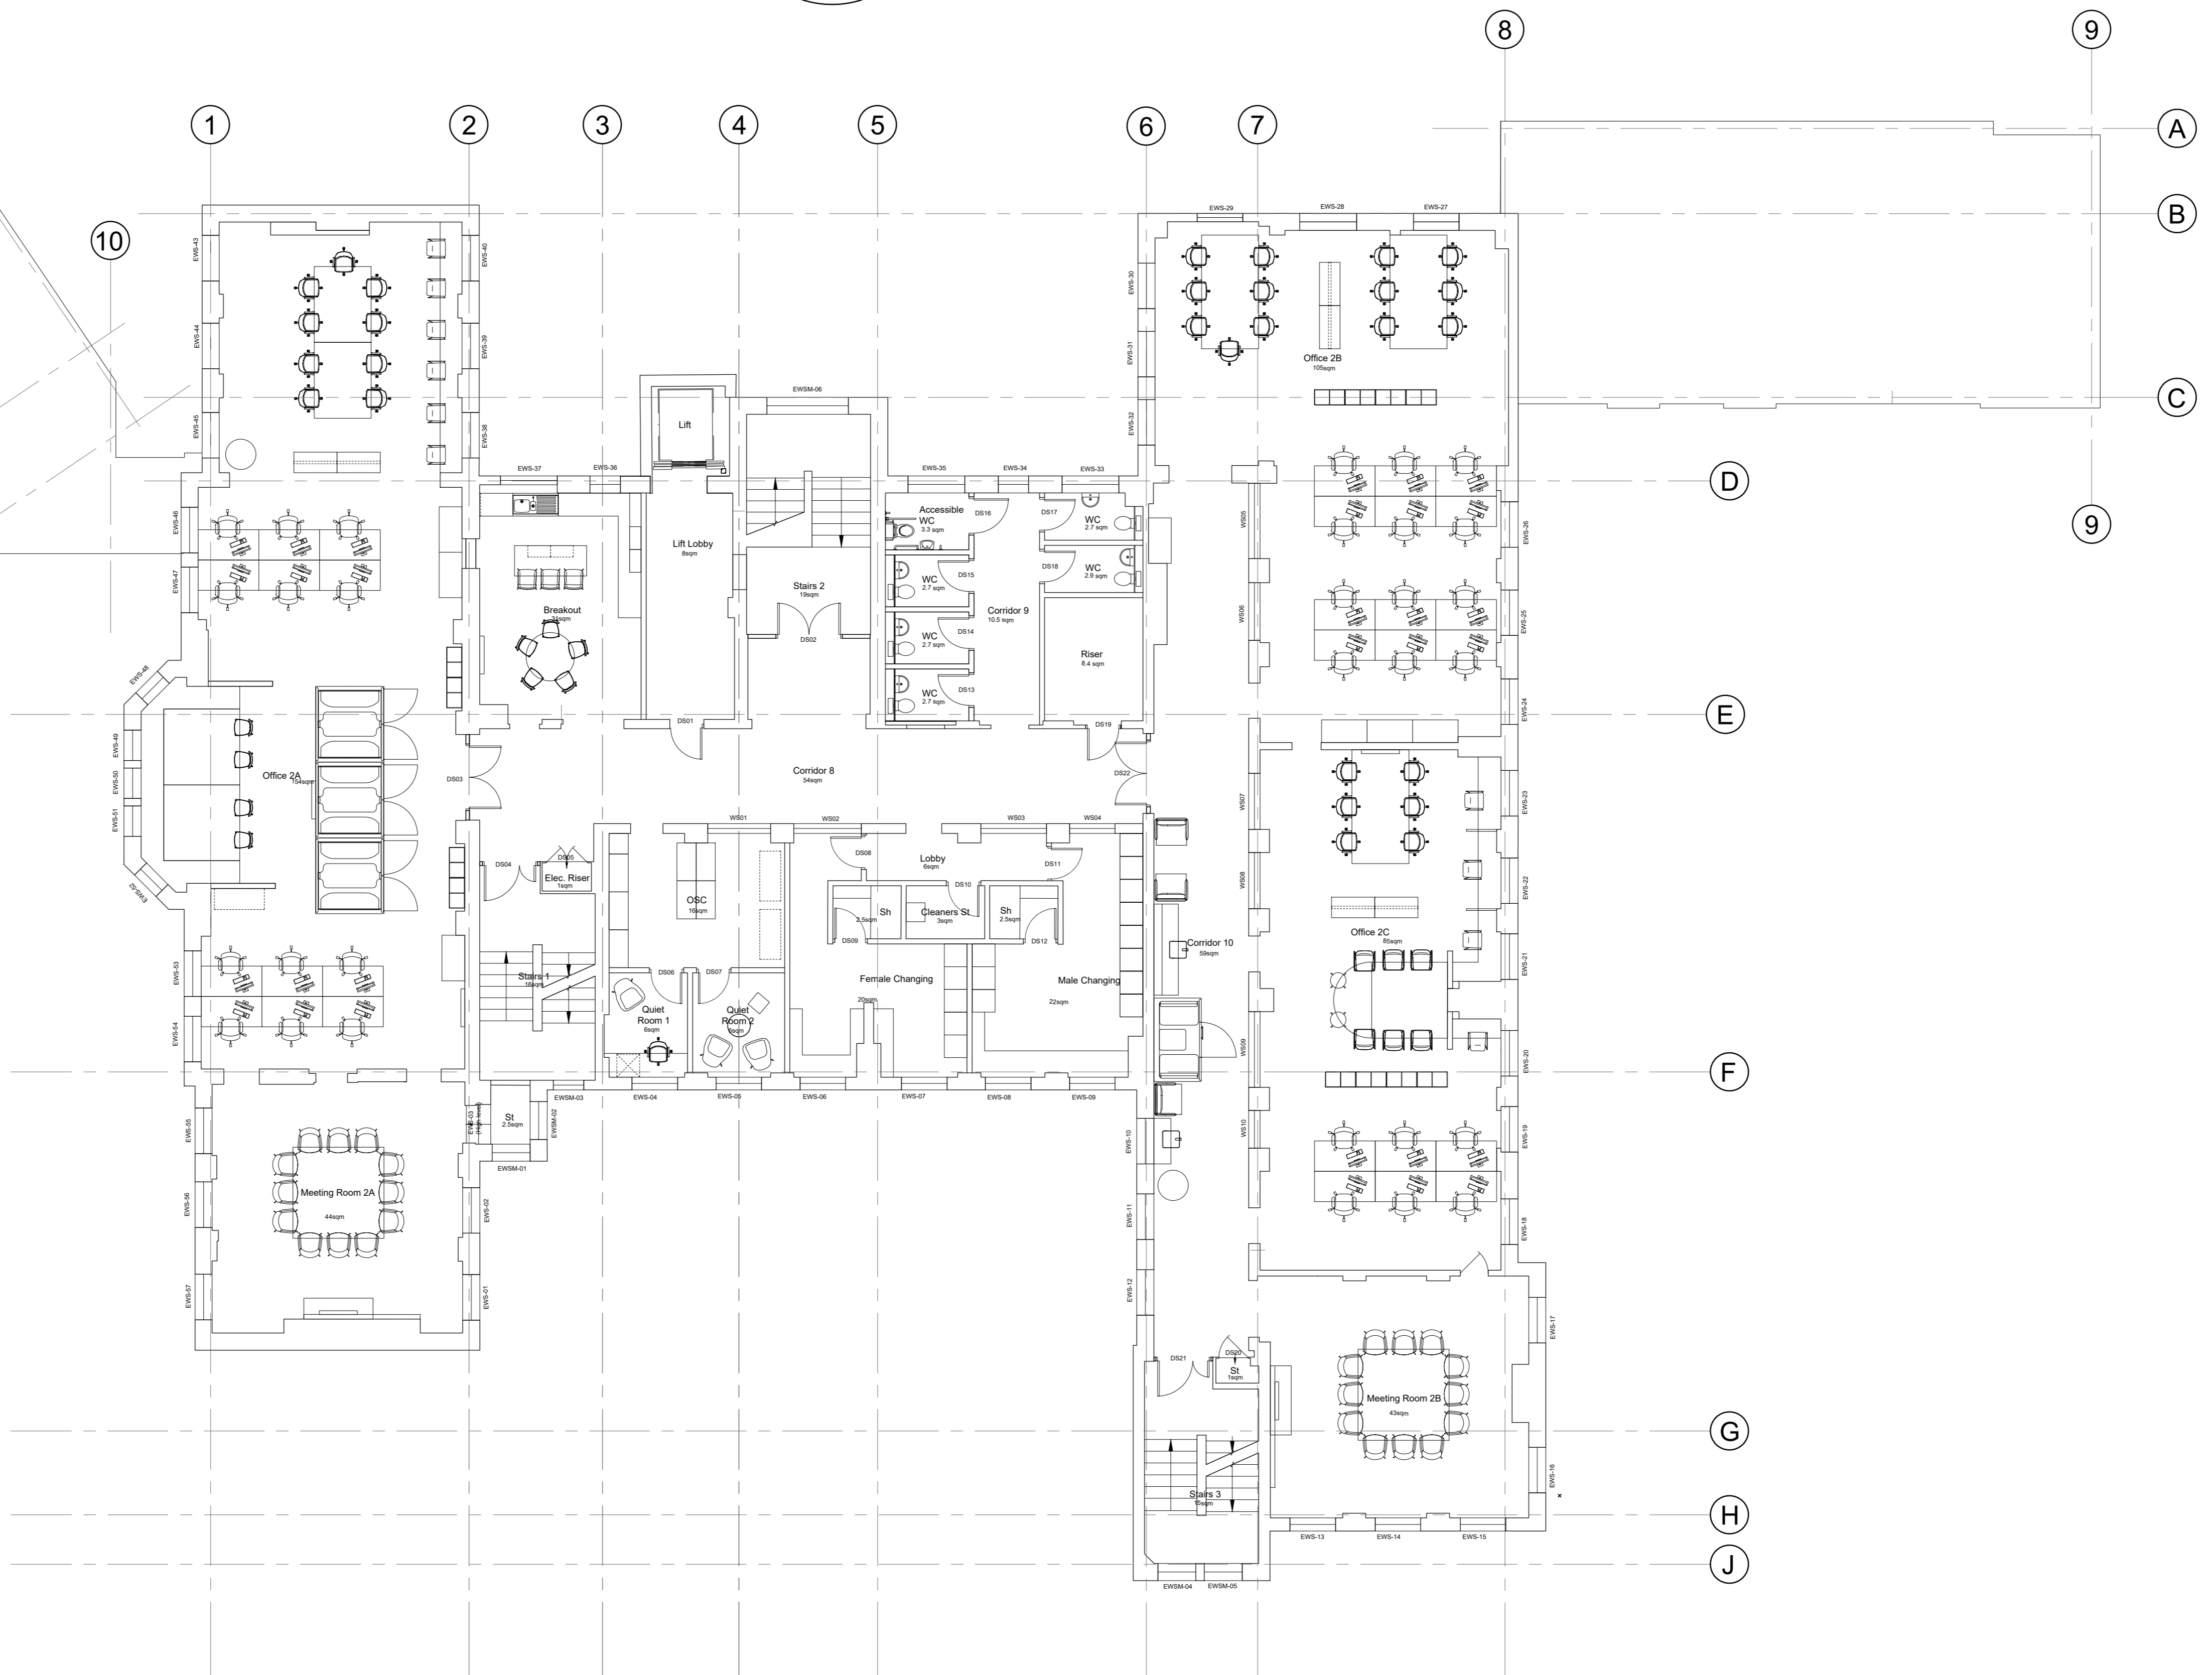 8
9
1
2
3
4
5
6
7
A
B
10
C
D
9
E
F
G
H
J
EWS-29
EWS-28
EWS-27
EWS-43
EWS-40
EWS-30
EWS-44
EWS-39
EWS-31
Office 2B
105sqm
EWSM-06
EWS-45
EWS-38
Lift
EWS-32
EWS-37
EWS-36
EWS-35
EWS-34
EWS-33
EWS-46
Accessible
WC
3.3 sqm
DS16
DS17
WC
2.7 sqm
WS05
EWS-26
Lift Lobby
8sqm
EWS-47
DS15
WC
2.7 sqm
DS18
WC
2.9 sqm
Stairs 2
19sqm
Breakout
31sqm
DS02
Corridor 9
10.5 sqm
WS06
EWS-25
DS14
WC
2.7 sqm
Riser
8.4 sqm
EWS-48
DS13
WC
2.7 sqm
EWS-24
DS01
DS19
EWS-49
EWS-50
EWS-51
EWS-52
Office 2A
154sqm
DS03
Corridor 8
54sqm
DS22
WS07
EWS-23
WS01
WS02
WS03
WS04
DS04
DS05
Elec. Riser
1sqm
DS08
Lobby
6sqm
DS11
WS08
EWS-22
OSC
16sqm
DS10
Sh
2.5sqm
Cleaners St
3sqm
Sh
2.5sqm
DS09
DS12
Office 2C
85sqm
Corridor 10
59sqm
EWS-53
EWS-21
Stairs 1
16sqm
DS06
DS07
Female Changing
20sqm
Male Changing
22sqm
Quiet
Room 1
6sqm
Quiet
Room 2
EWS-54
WS09
EWS-20
EWSM-03
EWS-04
EWS-05
EWS-06
EWS-07
EWS-08
EWS-09
EWS-03
(High level)
St
2.5sqm
EWSM-02
EWSM-01
EWS-55
EWS-10
WS10
EWS-19
Meeting Room 2A
44sqm
EWS-56
EWS-02
EWS-11
EWS-18
EWS-57
EWS-01
EWS-12
EWS-17
DS21
DS20
St
1sqm
Meeting Room 2B
43sqm
EWS-16
Stairs 3
15sqm
EWS-13
EWS-14
EWS-15
EWSM-04
EWSM-05